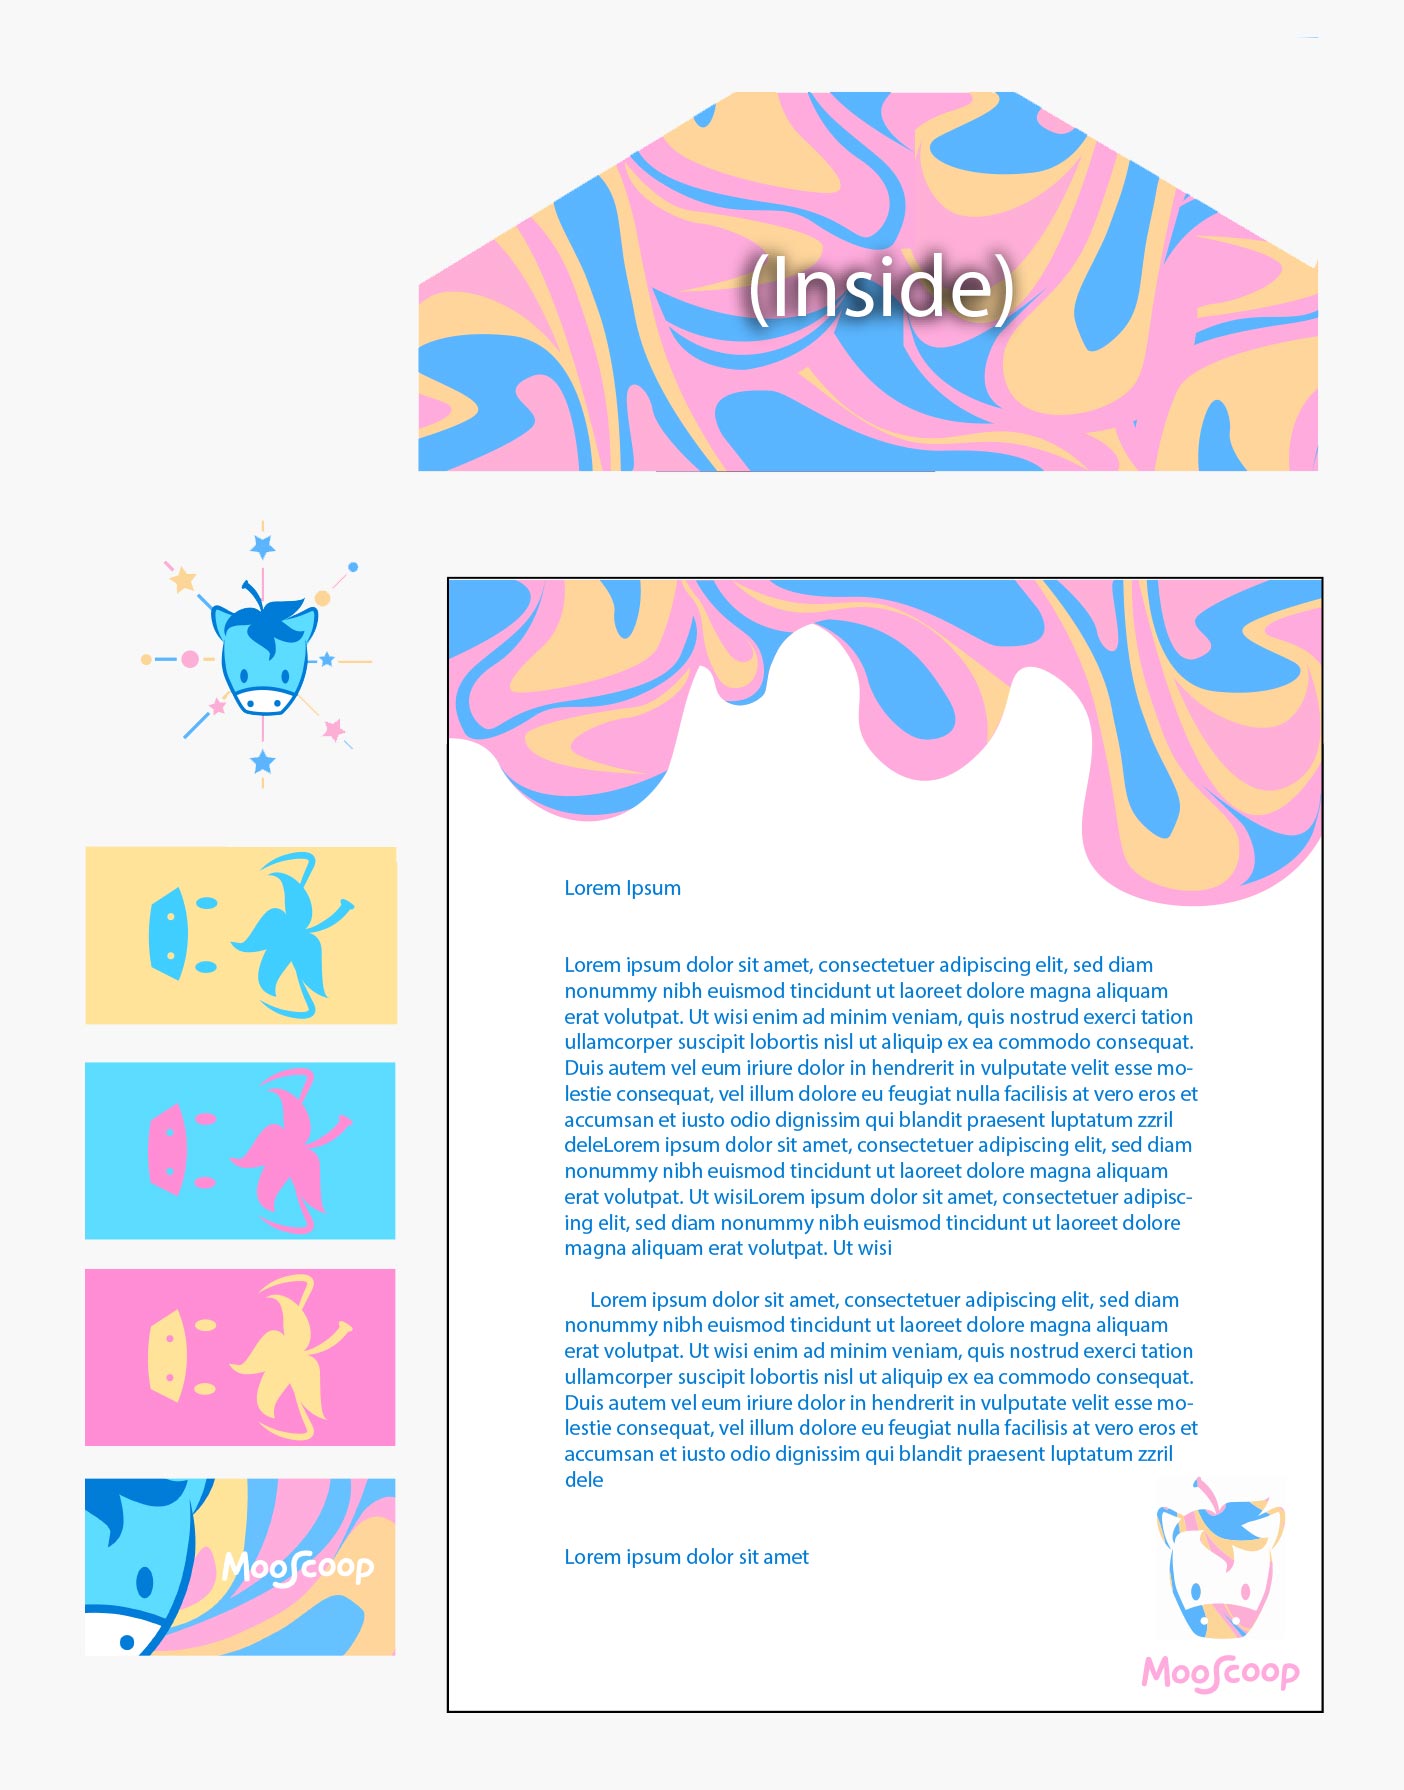 (Inside)
Lorem Ipsum
Lorem ipsum dolor sit amet, consectetuer adipiscing elit, sed diam
nonummy nibh euismod tincidunt ut laoreet dolore magna aliquam
erat volutpat. Ut wisi enim ad minim veniam, quis nostrud exerci tation
ullamcorper suscipit lobortis nisl ut aliquip ex ea commodo consequat.
Duis autem vel eum iriure dolor in hendrerit in vulputate velit esse mo-
lestie consequat, vel illum dolore eu feugiat nulla facilisis at vero eros et
accumsan et iusto odio dignissim qui blandit praesent luptatum zzril
deleLorem ipsum dolor sit amet, consectetuer adipiscing elit, sed diam
nonummy nibh euismod tincidunt ut laoreet dolore magna aliquam
erat volutpat. Ut wisiLorem ipsum dolor sit amet, consectetuer adipisc-
ing elit, sed diam nonummy nibh euismod tincidunt ut laoreet dolore
magna aliquam erat volutpat. Ut wisi
Lorem ipsum dolor sit amet, consectetuer adipiscing elit, sed diam
nonummy nibh euismod tincidunt ut laoreet dolore magna aliquam
erat volutpat. Ut wisi enim ad minim veniam, quis nostrud exerci tation
ullamcorper suscipit lobortis nisl ut aliquip ex ea commodo consequat.
Duis autem vel eum iriure dolor in hendrerit in vulputate velit esse mo-
lestie consequat, vel illum dolore eu feugiat nulla facilisis at vero eros et
accumsan et iusto odio dignissim qui blandit praesent luptatum zzril
dele
Lorem ipsum dolor sit amet
MooScoop
MooScoop